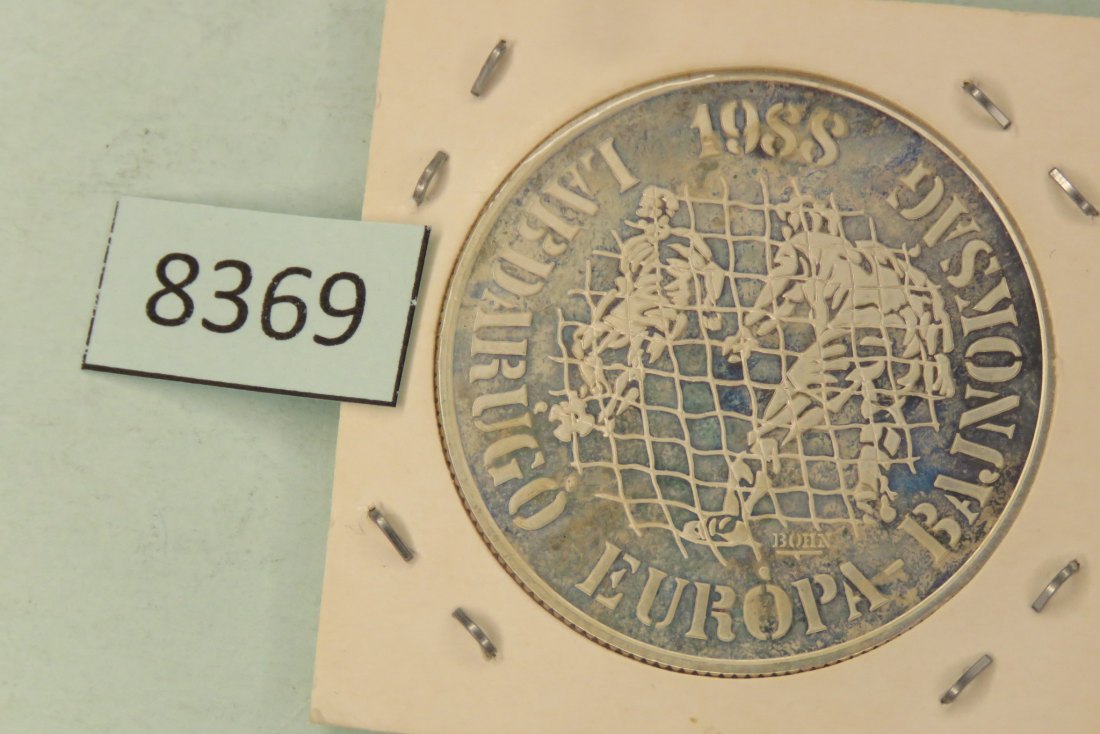 8369
1988
LABDARÚGÓ
EURÓPA-BAJNOKSÁG
BOHN